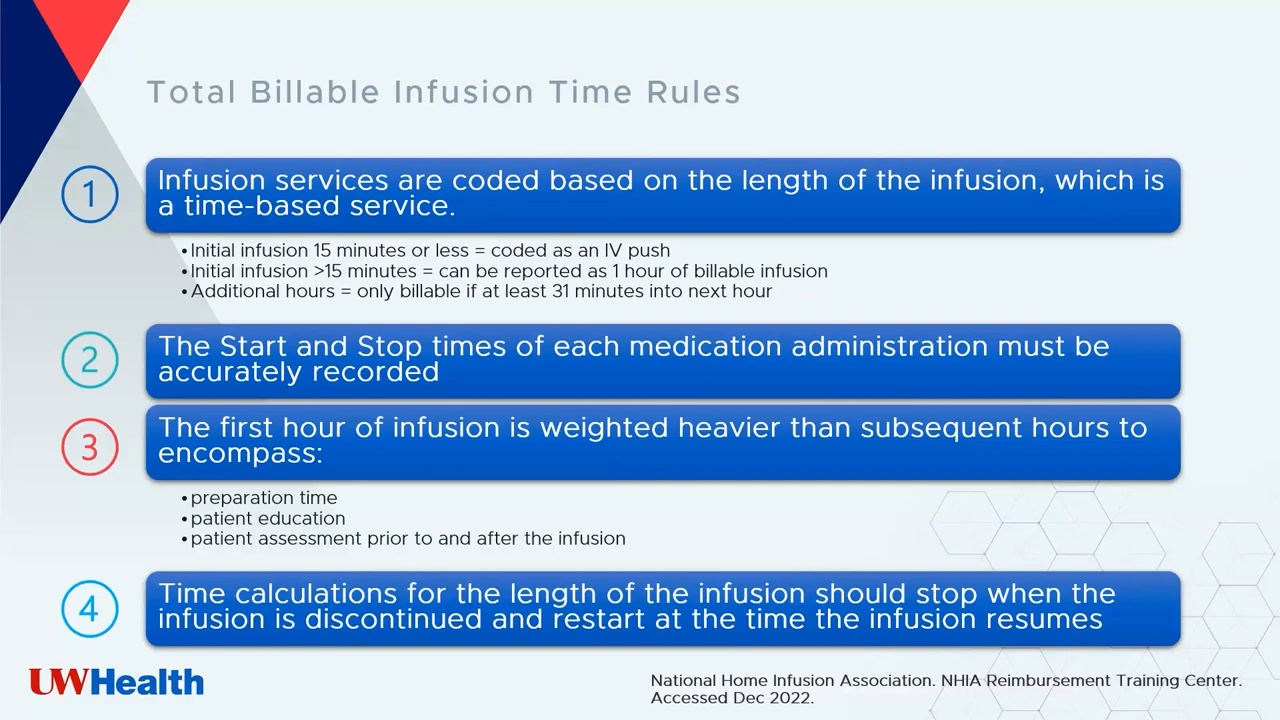 Total Billable Infusion Time Rules
1
Infusion services are coded based on the length of the infusion, which is
a time-based service.
•Initial infusion 15 minutes or less = coded as an IV push
•Initial infusion >15 minutes = can be reported as 1 hour of billable infusion
•Additional hours = only billable if at least 31 minutes into next hour
2
The Start and Stop times of each medication administration must be
accurately recorded
3
The first hour of infusion is weighted heavier than subsequent hours to
encompass:
•preparation time
•patient education
•patient assessment prior to and after the infusion
4
Time calculations for the length of the infusion should stop when the
infusion is discontinued and restart at the time the infusion resumes
UWHealth
National Home Infusion Association. NHIA Reimbursement Training Center.
Accessed Dec 2022.